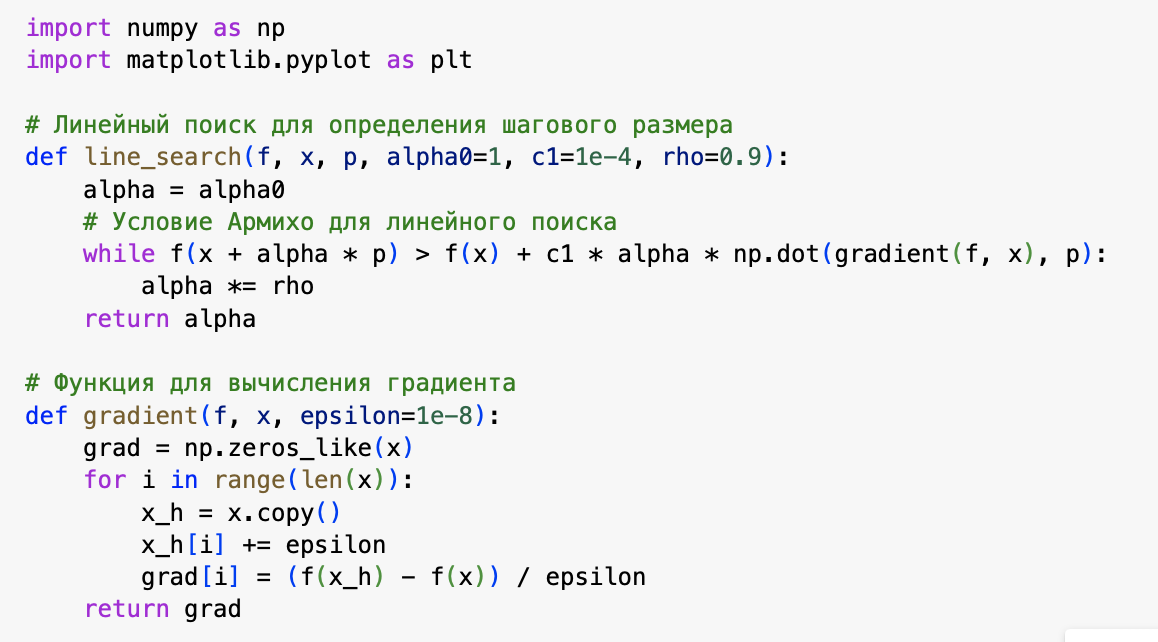 import numpy as np
import matplotlib.pyplot as plt

# Линейный поиск для определения шагового размера
def line_search(f, x, p, alpha0=1, c1=1e-4, rho=0.9):
    alpha = alpha0
    # Условие Армихо для линейного поиска
    while f(x + alpha * p) > f(x) + c1 * alpha * np.dot(gradient(f, x), p):
        alpha *= rho
    return alpha

# Функция для вычисления градиента
def gradient(f, x, epsilon=1e-8):
    grad = np.zeros_like(x)
    for i in range(len(x)):
        x_h = x.copy()
        x_h[i] += epsilon
        grad[i] = (f(x_h) - f(x)) / epsilon
    return grad